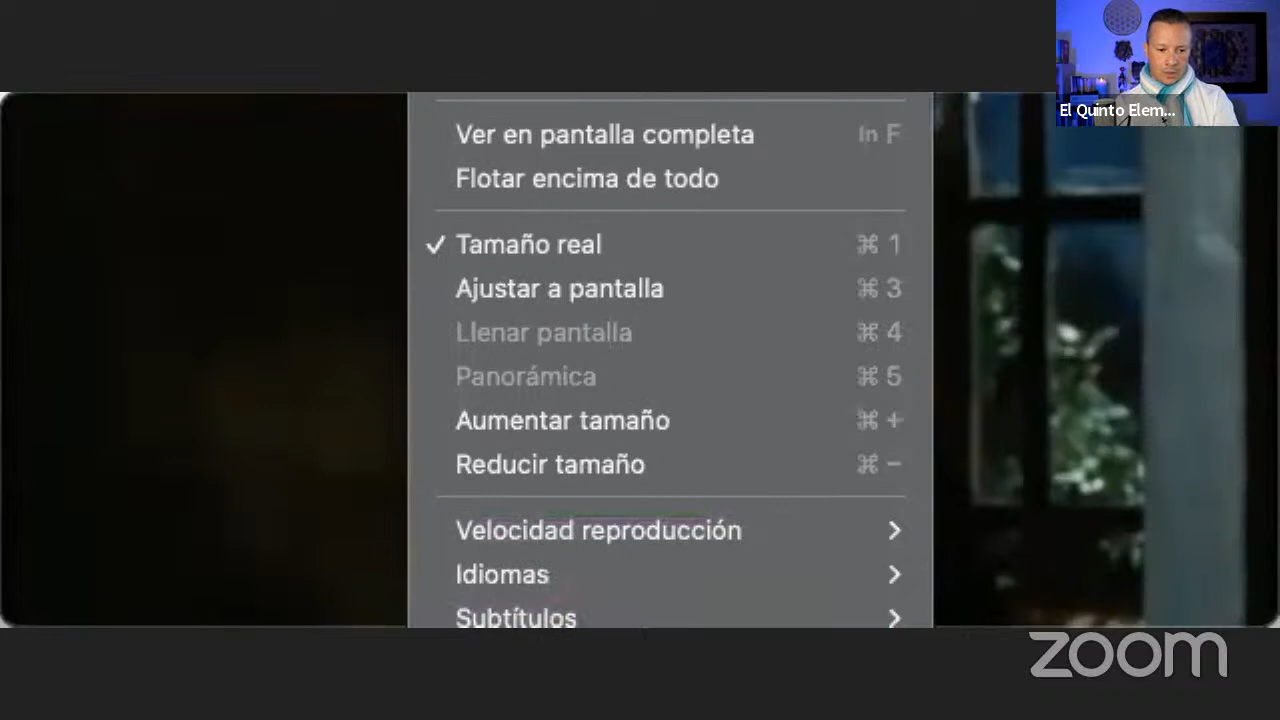 El Quinto Elem...
Ver en pantalla completa In F
Flotar encima de todo
✓ Tamaño real ⌘ 1
Ajustar a pantalla ⌘ 3
Llenar pantalla ⌘ 4
Panorámica ⌘ 5
Aumentar tamaño ⌘ +
Reducir tamaño ⌘ −
Velocidad reproducción >
Idiomas >
Subtítulos >
zoom